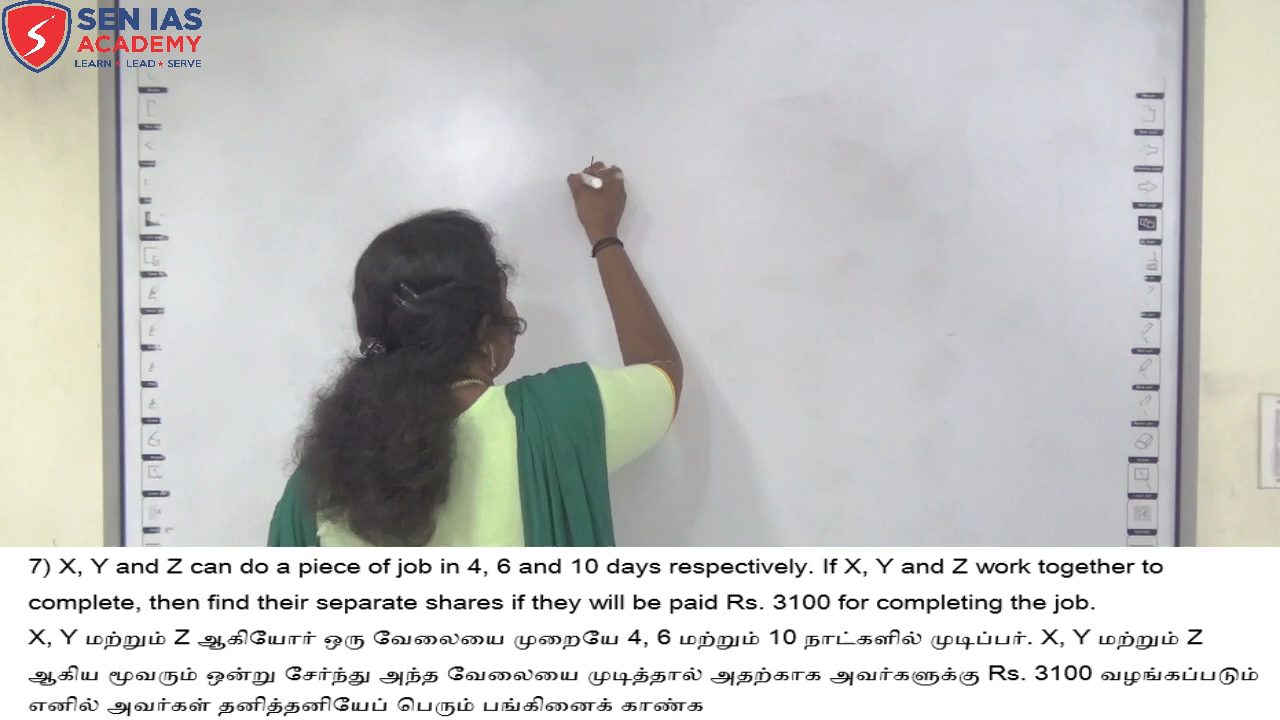 SEN IAS
ACADEMY
LEARN ★ LEAD ★ SERVE
7) X, Y and Z can do a piece of job in 4, 6 and 10 days respectively. If X, Y and Z work together to
complete, then find their separate shares if they will be paid Rs. 3100 for completing the job.
X, Y மற்றும் Z ஆகியோர் ஒரு வேலையை முறையே 4, 6 மற்றும் 10 நாட்களில் முடிப்பர். X, Y மற்றும் Z
ஆகிய மூவரும் ஒன்று சேர்ந்து அந்த வேலையை முடித்தால் அதற்காக அவர்களுக்கு Rs. 3100 வழங்கப்படும்
எனில் அவர்கள் தனித்தனியேப் பெரும் பங்கினைக் காண்க